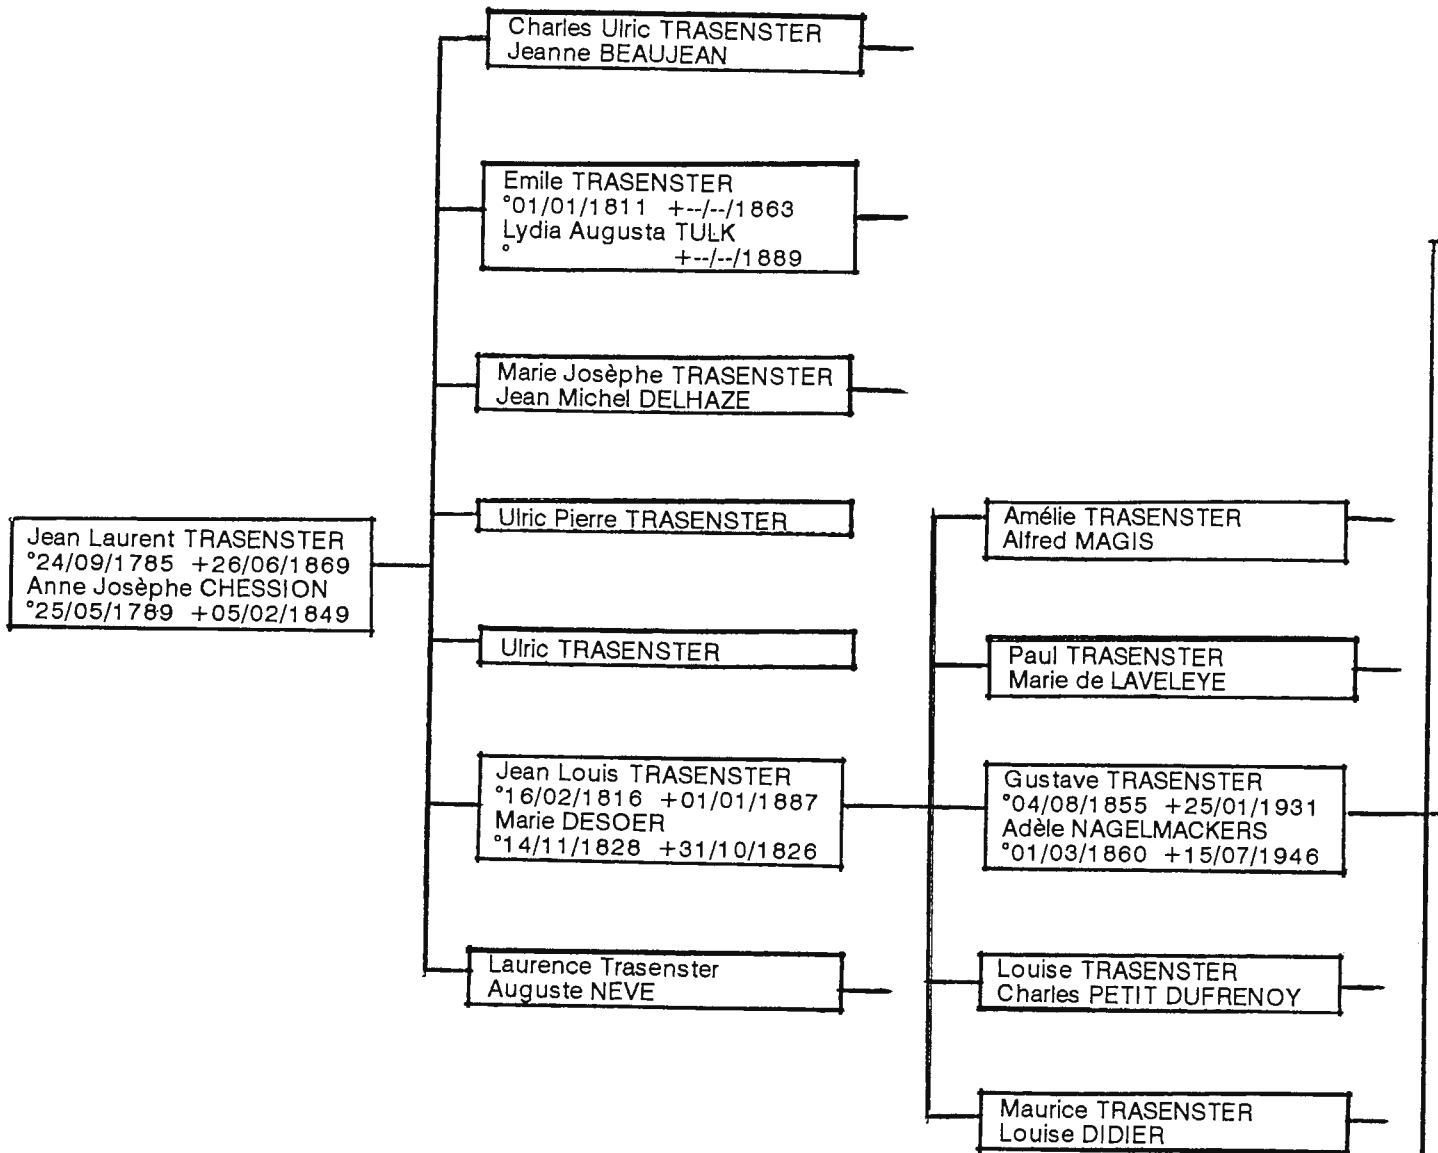 Charles Ulric TRASENSTER
Jeanne BEAUJEAN
Emile TRASENSTER
°01/01/1811 +--/--/1863
Lydia Augusta TULK
° +--/--/1889
Marie Josèphe TRASENSTER
Jean Michel DELHAZE
Ulric Pierre TRASENSTER
Jean Laurent TRASENSTER
°24/09/1785 +26/06/1869
Anne Josèphe CHESSION
°25/05/1789 +05/02/1849
Ulric TRASENSTER
Jean Louis TRASENSTER
°16/02/1816 +01/01/1887
Marie DESOER
°14/11/1828 +31/10/1826
Laurence Trasenster
Auguste NEVE
Amélie TRASENSTER
Alfred MAGIS
Paul TRASENSTER
Marie de LAVELEYE
Gustave TRASENSTER
°04/08/1855 +25/01/1931
Adèle NAGELMACKERS
°01/03/1860 +15/07/1946
Louise TRASENSTER
Charles PETIT DUFRENOY
Maurice TRASENSTER
Louise DIDIER